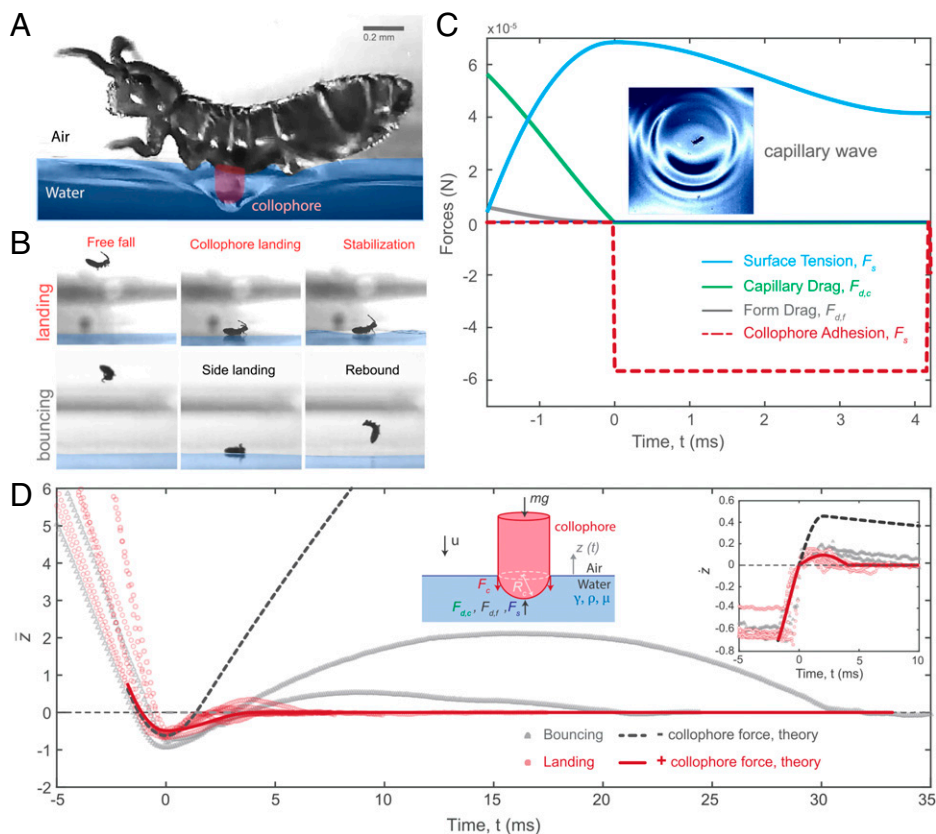 A
0.2 mm
Air
Water
collophore
B
Free fall
Collophore landing
Stabilization
landing
Side landing
Rebound
bouncing
C
x10⁻⁵
6
4
2
0
-2
-4
-6
Forces (N)
capillary wave
Surface Tension, Fₛ
Capillary Drag, F_d,c
Form Drag, F_d,f
Collophore Adhesion, Fₛ
-1
0
1
2
3
4
Time, t (ms)
D
6
5
4
3
2
1
0
-1
-2
z̄
mg
collophore
u
z (t)
Air
Water
γ, ρ, μ
F_c
R
F_d,c, F_d,f, Fₛ
0.6
0.4
0.2
0
-0.2
-0.4
-0.6
-0.8
ż
-5
0
5
10
Time, t (ms)
Bouncing
- collophore force, theory
Landing
+ collophore force, theory
-5
0
5
10
15
20
25
30
35
Time, t (ms)